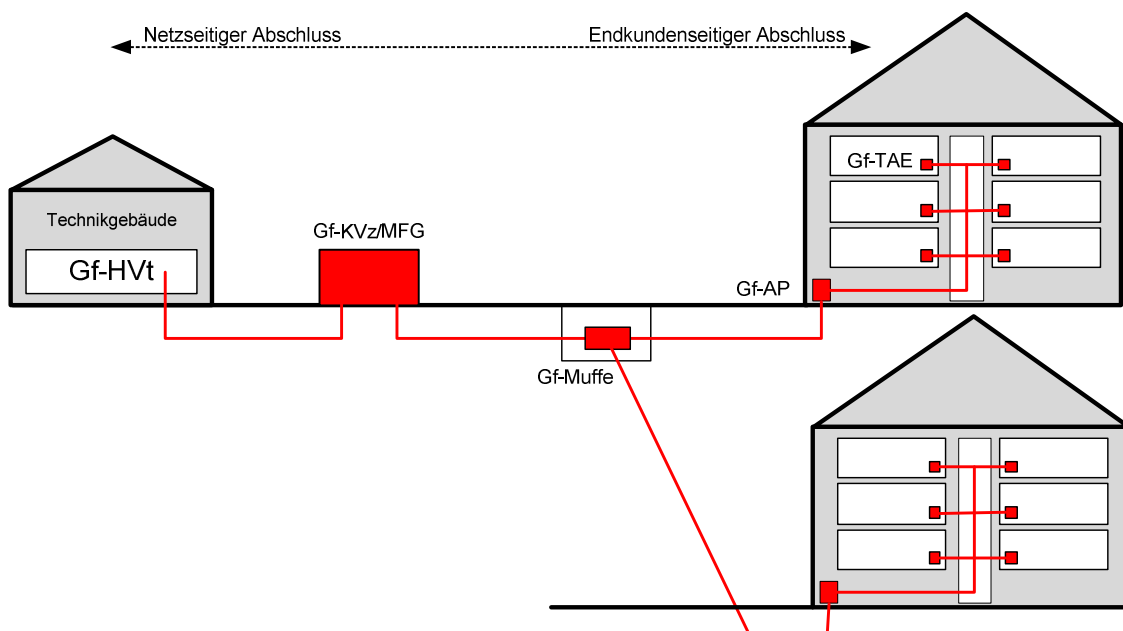 Netzseitiger Abschluss
Endkundenseitiger Abschluss
Gf-TAE
Technikgebäude
Gf-KVz/MFG
Gf-HVt
Gf-AP
Gf-Muffe